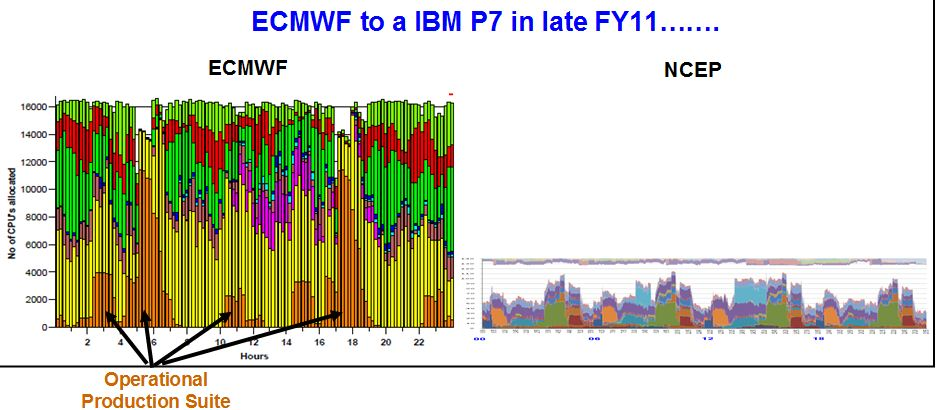 ECMWF to a IBM P7 in late FY11…….
ECMWF
NCEP
No of CPU's allocated
16000
14000
12000
10000
8000
6000
4000
2000
0
2 4 6 8 10 12 14 16 18 20 22
Hours
00 06 12 18
Operational
Production Suite